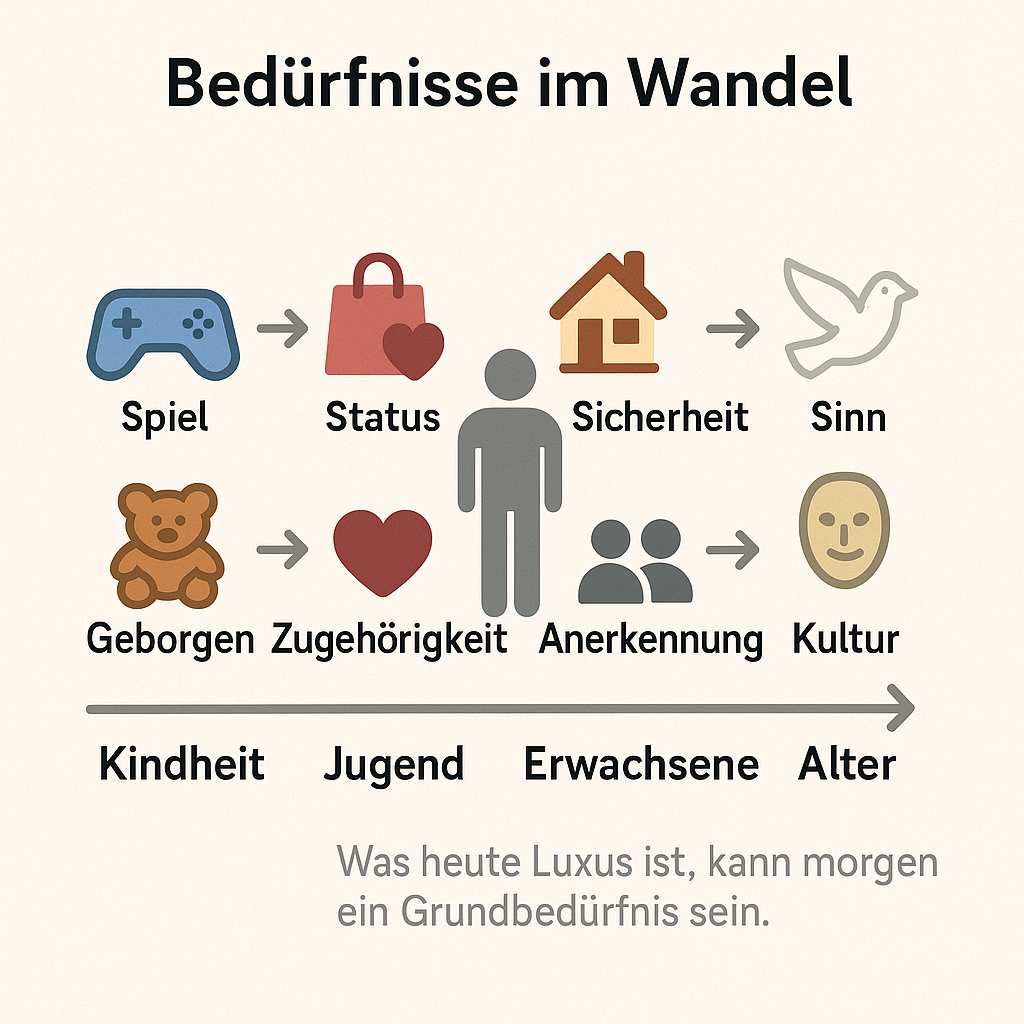 Bedürfnisse im Wandel
Spiel Status Sicherheit Sinn
Geborgen Zugehörigkeit Anerkennung Kultur
Kindheit Jugend Erwachsene Alter
Was heute Luxus ist, kann morgen
ein Grundbedürfnis sein.